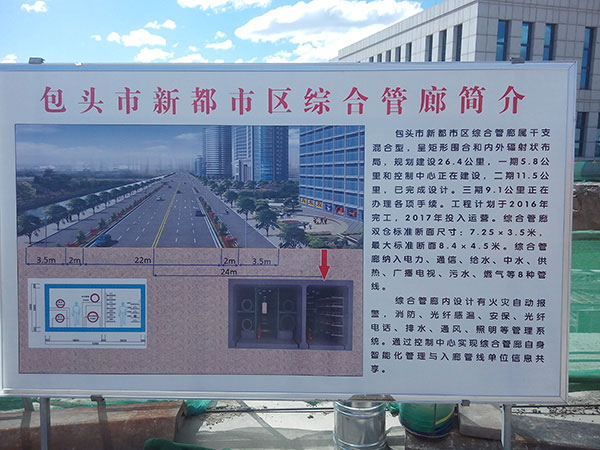 包头市新都市区综合管廊简介
包头市新都市区综合管廊属干支
混合型，呈矩形围合和内外辐射状布
局，规划建设26.4公里，一期5.8公
里和控制中心正在建设，二期11.5公
里，已完成设计。三期9.1公里正在
办理各项手续。工程计划于2016年
完工，2017年投入运营。综合管廊
双仓标准断面尺寸：7.25×3.5米，
最大标准断面8.4×4.5米。综合管
廊纳入电力、通信、给水、中水、供
热、广播电视、污水、燃气等8种管
线。
综合管廊内设计有火灾自动报
警，消防、光纤感温、安保、光纤
电话、排水、通风、照明等管理系
统。通过控制中心实现综合管廊自身
智能化管理与入廊管线单位信息共
享。
3.5m 2m 22m 2m 3.5m
24m